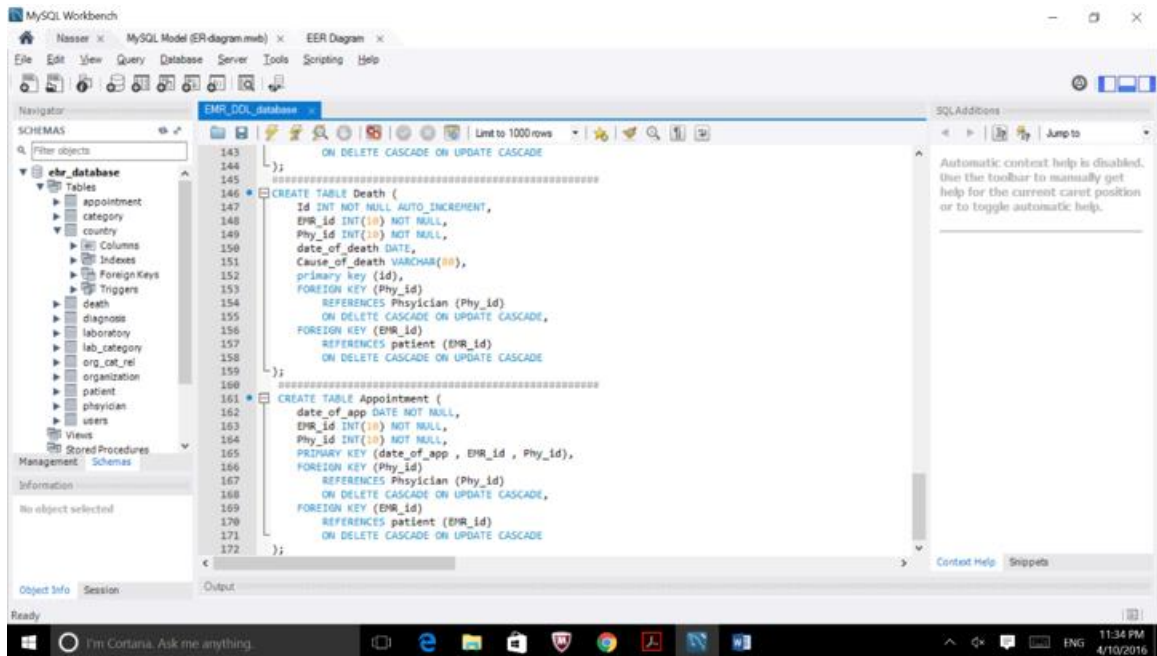 MySQL Workbench
Nasser × MySQL Model (ER-diagram.mwb) × EER Diagram ×
File Edit View Query Database Server Tools Scripting Help
Navigator
SCHEMAS
Filter objects
ehr_database
Tables
appointment
category
country
Columns
Indexes
Foreign Keys
Triggers
death
diagnosis
laboratory
lab_category
org_cat_rel
organization
patient
phsyician
users
Views
Stored Procedures
Management Schemas
Information
No object selected
Object Info Session
Ready
EMR_DDL_database ×
Limit to 1000 rows
143 ON DELETE CASCADE ON UPDATE CASCADE
144 );
145 ##################################################
146 CREATE TABLE Death (
147 Id INT NOT NULL AUTO_INCREMENT,
148 EMR_id INT(10) NOT NULL,
149 Phy_id INT(10) NOT NULL,
150 date_of_death DATE,
151 Cause_of_death VARCHAR(80),
152 primary key (id),
153 FOREIGN KEY (Phy_id)
154 REFERENCES Phsyician (Phy_id)
155 ON DELETE CASCADE ON UPDATE CASCADE,
156 FOREIGN KEY (EMR_id)
157 REFERENCES patient (EMR_id)
158 ON DELETE CASCADE ON UPDATE CASCADE
159 );
160 ##################################################
161 CREATE TABLE Appointment (
162 date_of_app DATE NOT NULL,
163 EMR_id INT(10) NOT NULL,
164 Phy_id INT(10) NOT NULL,
165 PRIMARY KEY (date_of_app , EMR_id , Phy_id),
166 FOREIGN KEY (Phy_id)
167 REFERENCES Phsyician (Phy_id)
168 ON DELETE CASCADE ON UPDATE CASCADE,
169 FOREIGN KEY (EMR_id)
170 REFERENCES patient (EMR_id)
171 ON DELETE CASCADE ON UPDATE CASCADE
172 );
Output
SQLAdditions
Jump to
Automatic context help is disabled.
Use the toolbar to manually get
help for the current caret position
or to toggle automatic help.
Context Help Snippets
I'm Cortana. Ask me anything.
ENG
11:34 PM
4/10/2016